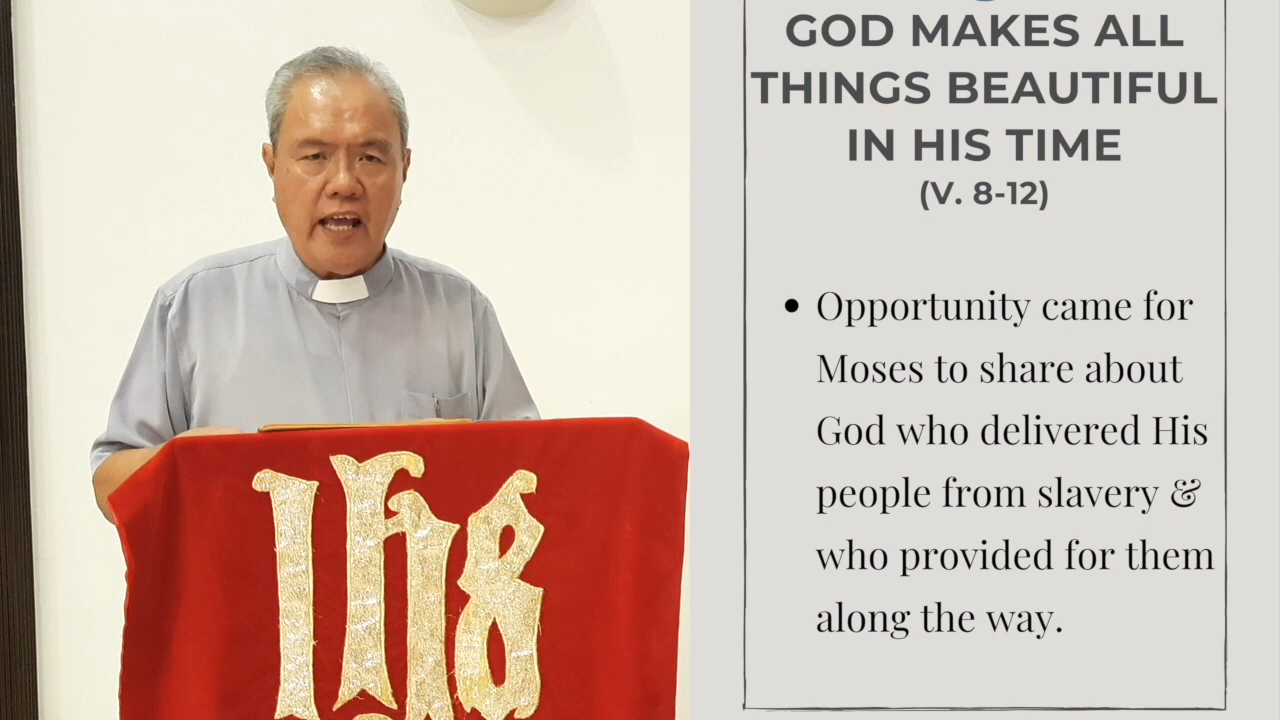 IHS
GOD MAKES ALL
THINGS BEAUTIFUL
IN HIS TIME
(V. 8-12)
• Opportunity came for
Moses to share about
God who delivered His
people from slavery &
who provided for them
along the way.